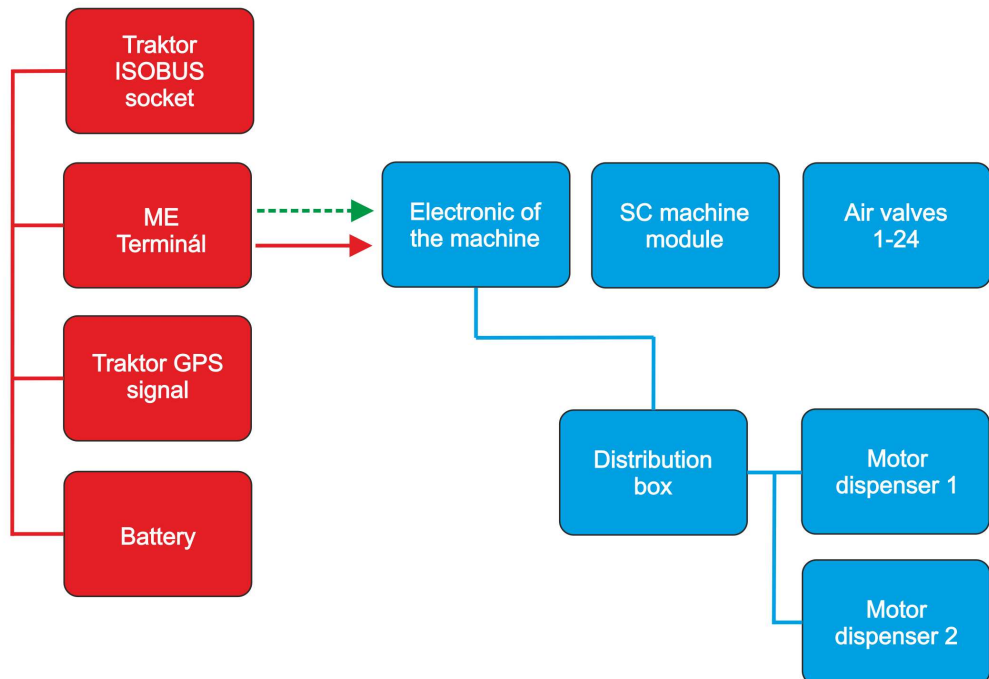 Traktor
ISOBUS
socket
ME
Terminál
Electronic of
the machine
SC machine
module
Air valves
1-24
Traktor GPS
signal
Distribution
box
Motor
dispenser 1
Battery
Motor
dispenser 2